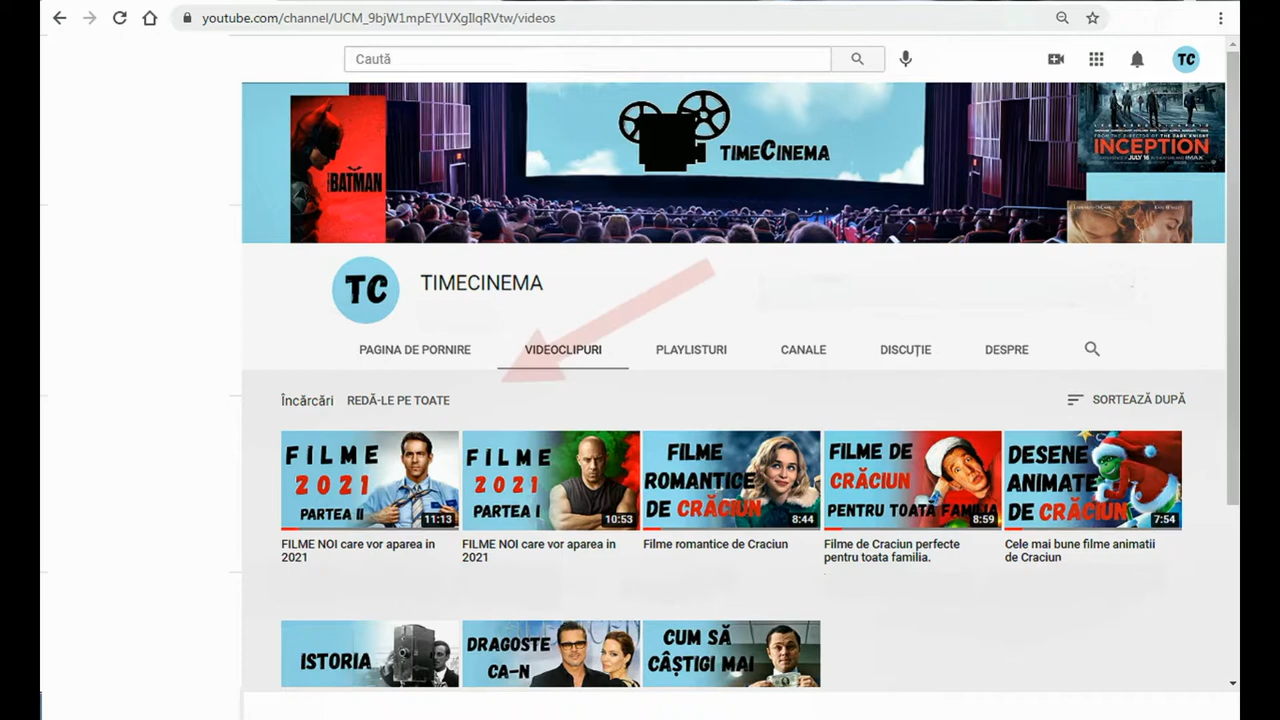 youtube.com/channel/UCM_9bjW1mpEYLVXgIlqRVtw/videos
Caută
TC
BATMAN
TIMECINEMA
INCEPTION
TC
TIMECINEMA
PAGINA DE PORNIRE VIDEOCLIPURI PLAYLISTURI CANALE DISCUȚIE DESPRE
Încărcări REDĂ-LE PE TOATE SORTEAZĂ DUPĂ
FILME
2021
PARTEA II
11:13
FILME NOI care vor aparea in
2021
FILME
2021
PARTEA I
10:53
FILME NOI care vor aparea in
2021
FILME
ROMANTICE
DE CRĂCIUN
8:44
Filme romantice de Craciun
FILME DE
CRĂCIUN
PENTRU TOATĂ FAMILIA
8:59
Filme de Craciun perfecte
pentru toata familia.
DESENE
ANIMATE
DE CRĂCIUN
7:54
Cele mai bune filme animatii
de Craciun
ISTORIA
DRAGOSTE
CA-N
CUM SĂ
CÂȘTIGI MAI